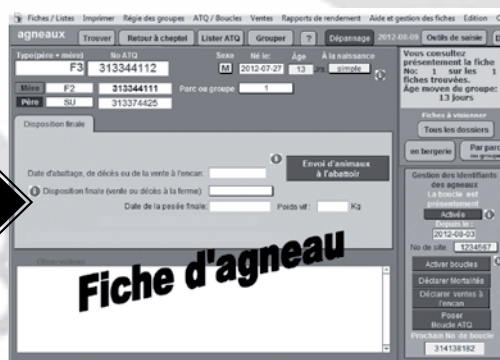 Fiches / Listes Imprimer Régie des groupes ATQ / Boucles Ventes Rapports de rendement Aide et gestion des fiches Edition
agneaux Trouver Retour à cheptel Lister ATQ Grouper ? Dépannage 2012-08-09 Outils de saisie
Type(père + mère) No ATQ Sexe Né le: Âge À la naissance
F3 313344112 M 2012-07-27 13 Jrs simple
Mère F2 313344111 Parc ou groupe 1
Père SU 313374425
Vous consultez
présentement la fiche
No: 1 sur les 1
fiches trouvées.
Âge moyen du groupe:
13 jours
Fiches à visionner
Tous les dossiers
en bergerie Par parc
ou groupe
Disposition finale
Date d'abattage, de décès ou de la vente à l'encan:
Envoi d'animaux
à l'abattoir
Disposition finale (vente ou décès à la ferme):
Date de la pesée finale: Poids vif: Kg
Observations
Fiche d'agneau
Gestion des Identifiants
des agneaux
La boucle est
présentement
Activée
Depuis le:
2012-08-03
No de site: 1234567
Activer boucles
Déclarer Mortalités
Déclarer ventes à
l'encan
Poser
Boucle ATQ
Prochain No de boucle
314138182